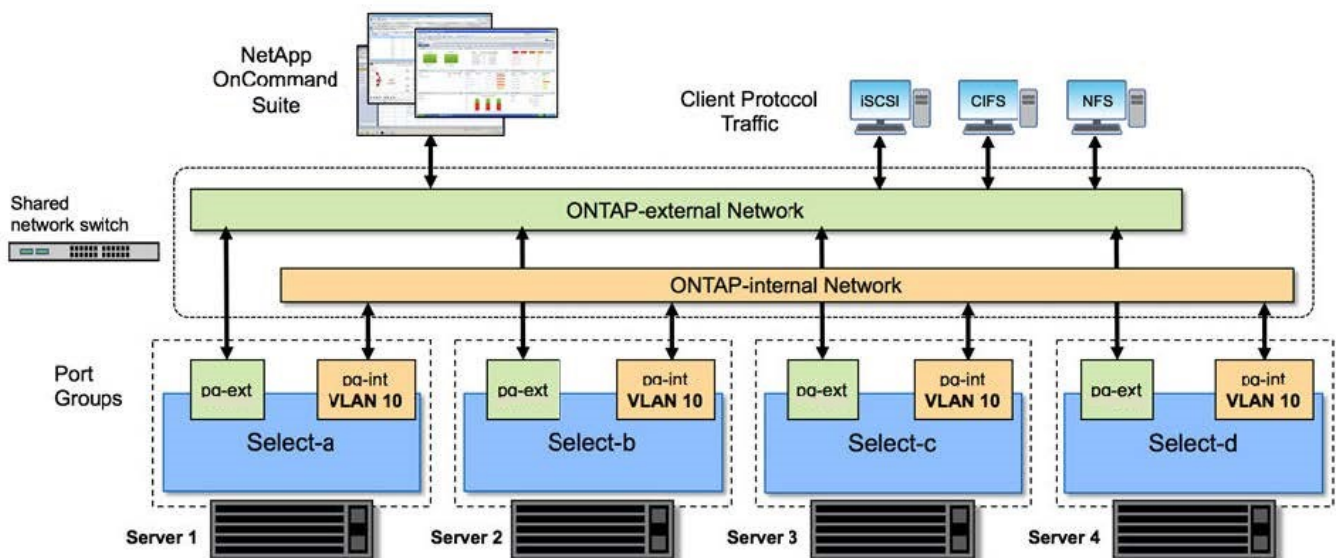 NetApp
OnCommand
Suite
Client Protocol
Traffic
iSCSI
CIFS
NFS
Shared
network switch
ONTAP-external Network
ONTAP-internal Network
Port
Groups
pg-ext
pg-int
VLAN 10
Select-a
Server 1
pg-ext
pg-int
VLAN 10
Select-b
Server 2
pg-ext
pg-int
VLAN 10
Select-c
Server 3
pg-ext
pg-int
VLAN 10
Select-d
Server 4